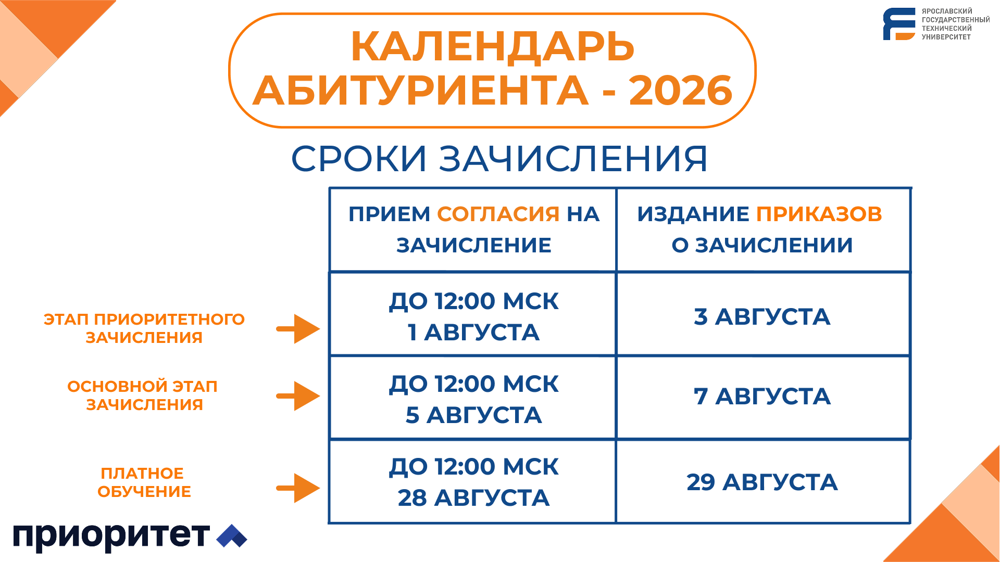 ЯРОСЛАВСКИЙ
ГОСУДАРСТВЕННЫЙ
ТЕХНИЧЕСКИЙ
УНИВЕРСИТЕТ
КАЛЕНДАРЬ
АБИТУРИЕНТА - 2026
СРОКИ ЗАЧИСЛЕНИЯ
ПРИЕМ СОГЛАСИЯ НА
ЗАЧИСЛЕНИЕ
ИЗДАНИЕ ПРИКАЗОВ
О ЗАЧИСЛЕНИИ
ЭТАП ПРИОРИТЕТНОГО
ЗАЧИСЛЕНИЯ
ДО 12:00 МСК
1 АВГУСТА
3 АВГУСТА
ОСНОВНОЙ ЭТАП
ЗАЧИСЛЕНИЯ
ДО 12:00 МСК
5 АВГУСТА
7 АВГУСТА
ПЛАТНОЕ
ОБУЧЕНИЕ
ДО 12:00 МСК
28 АВГУСТА
29 АВГУСТА
приоритет